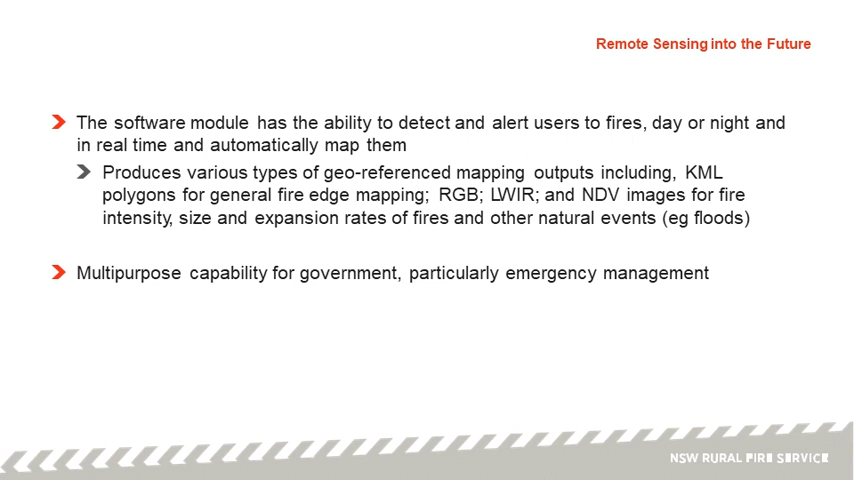 Remote Sensing into the Future
The software module has the ability to detect and alert users to fires, day or night and
in real time and automatically map them
Produces various types of geo-referenced mapping outputs including, KML
polygons for general fire edge mapping; RGB; LWIR; and NDV images for fire
intensity, size and expansion rates of fires and other natural events (eg floods)
Multipurpose capability for government, particularly emergency management
NSW RURAL FIRE SERVICE